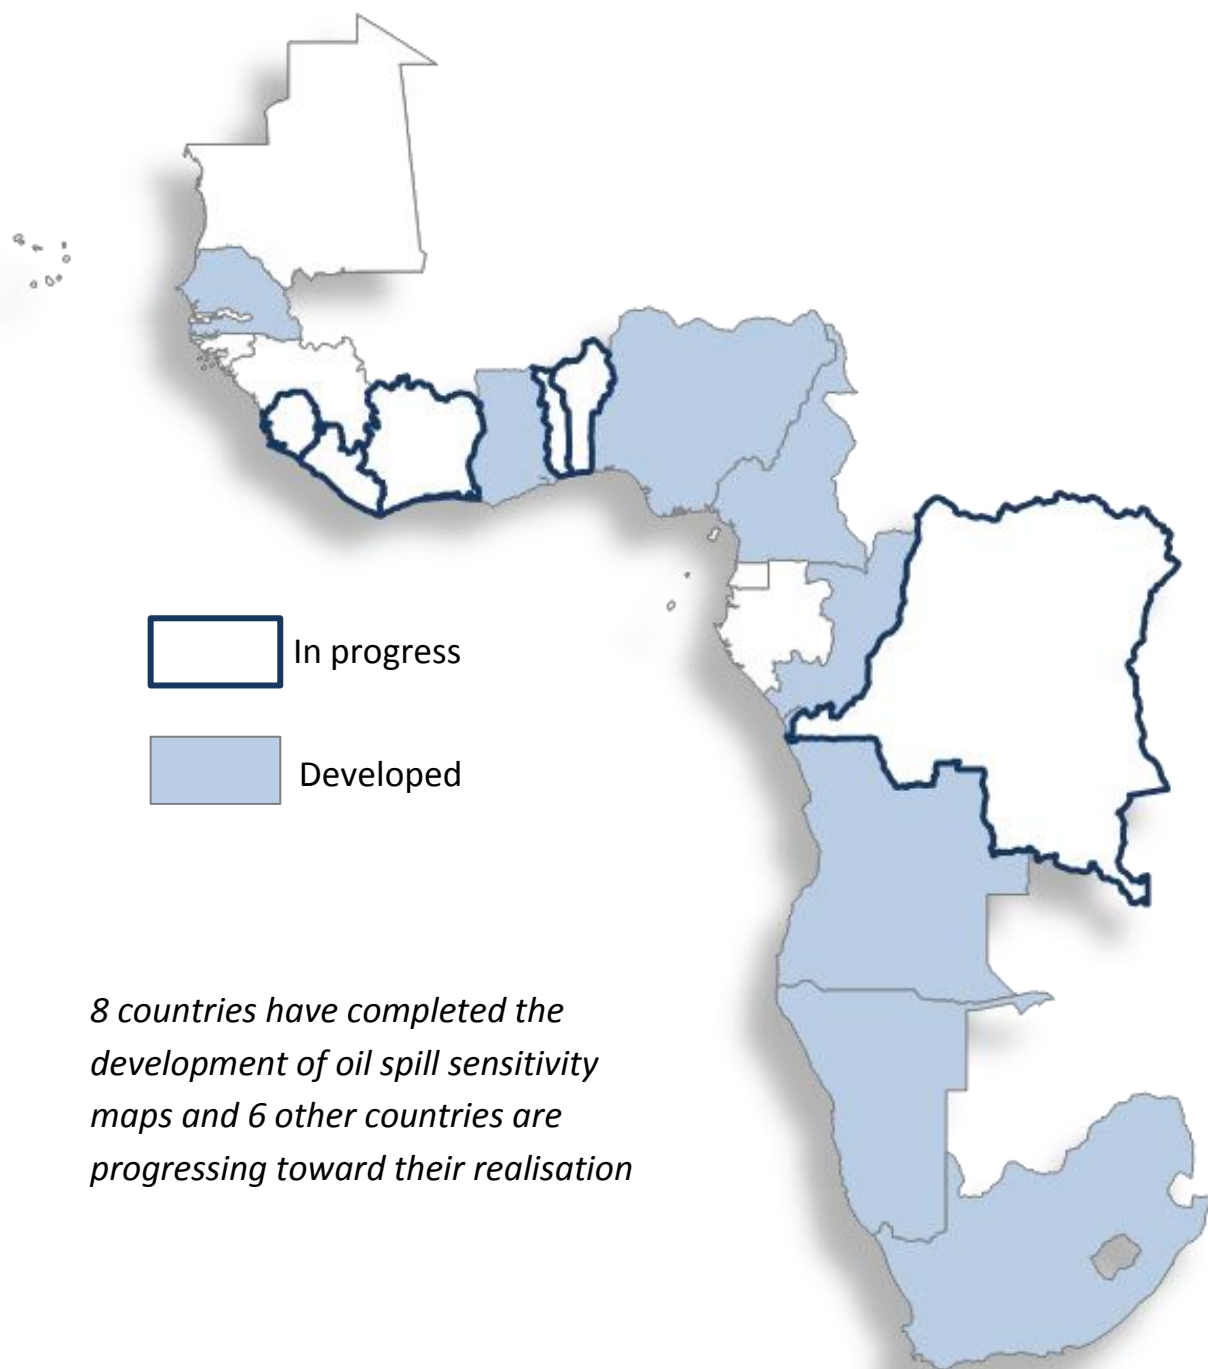 In progress
Developed
8 countries have completed the
development of oil spill sensitivity
maps and 6 other countries are
progressing toward their realisation